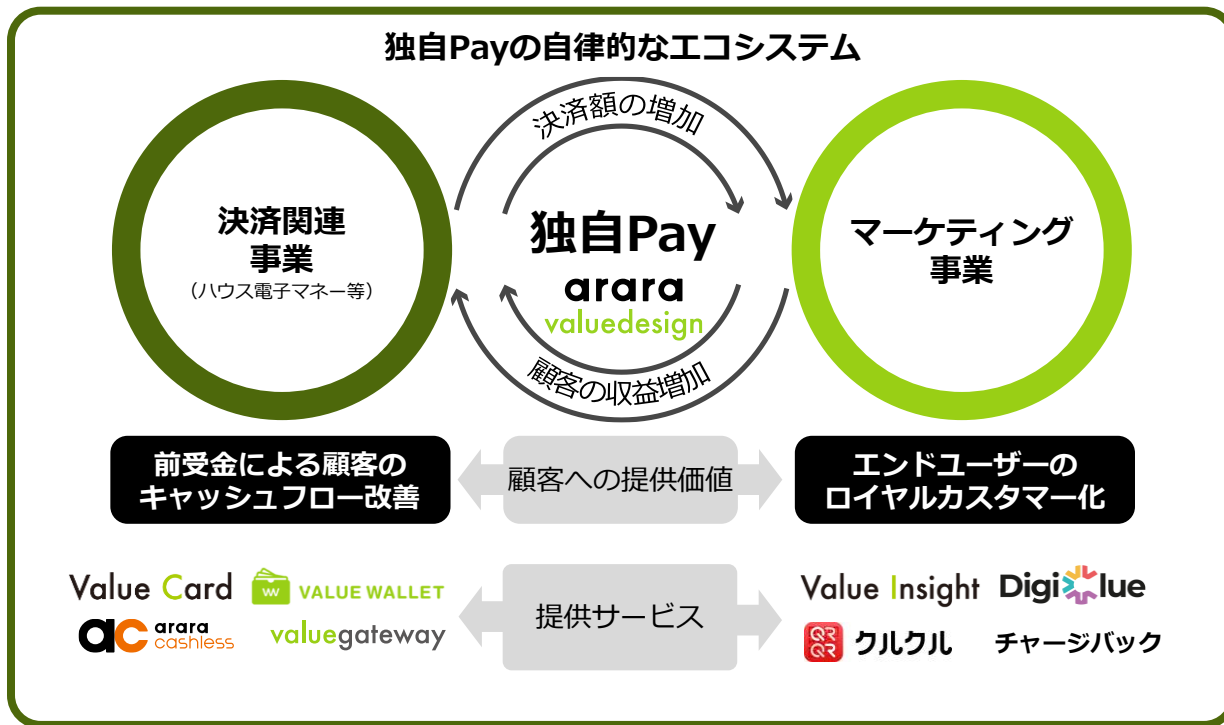 独自Payの自律的なエコシステム
決済額の増加
決済関連
事業
（ハウス電子マネー等）
独自Pay
arara
valuedesign
マーケティング
事業
顧客の収益増加
前受金による顧客の
キャッシュフロー改善
顧客への提供価値
エンドユーザーの
ロイヤルカスタマー化
Value Card
VALUE WALLET
ac arara
cashless
valuegateway
提供サービス
Value Insight
DigiClue
QR
QR
クルクル
チャージバック